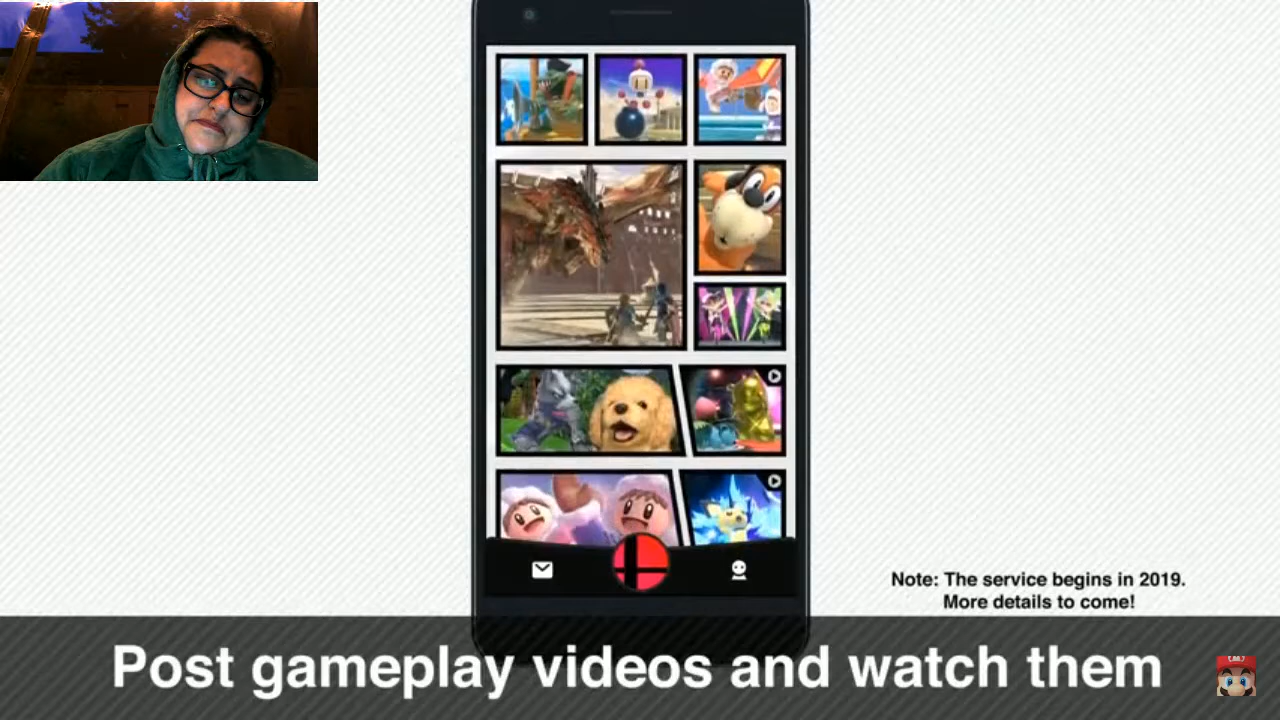 Note: The service begins in 2019.
More details to come!
Post gameplay videos and watch them